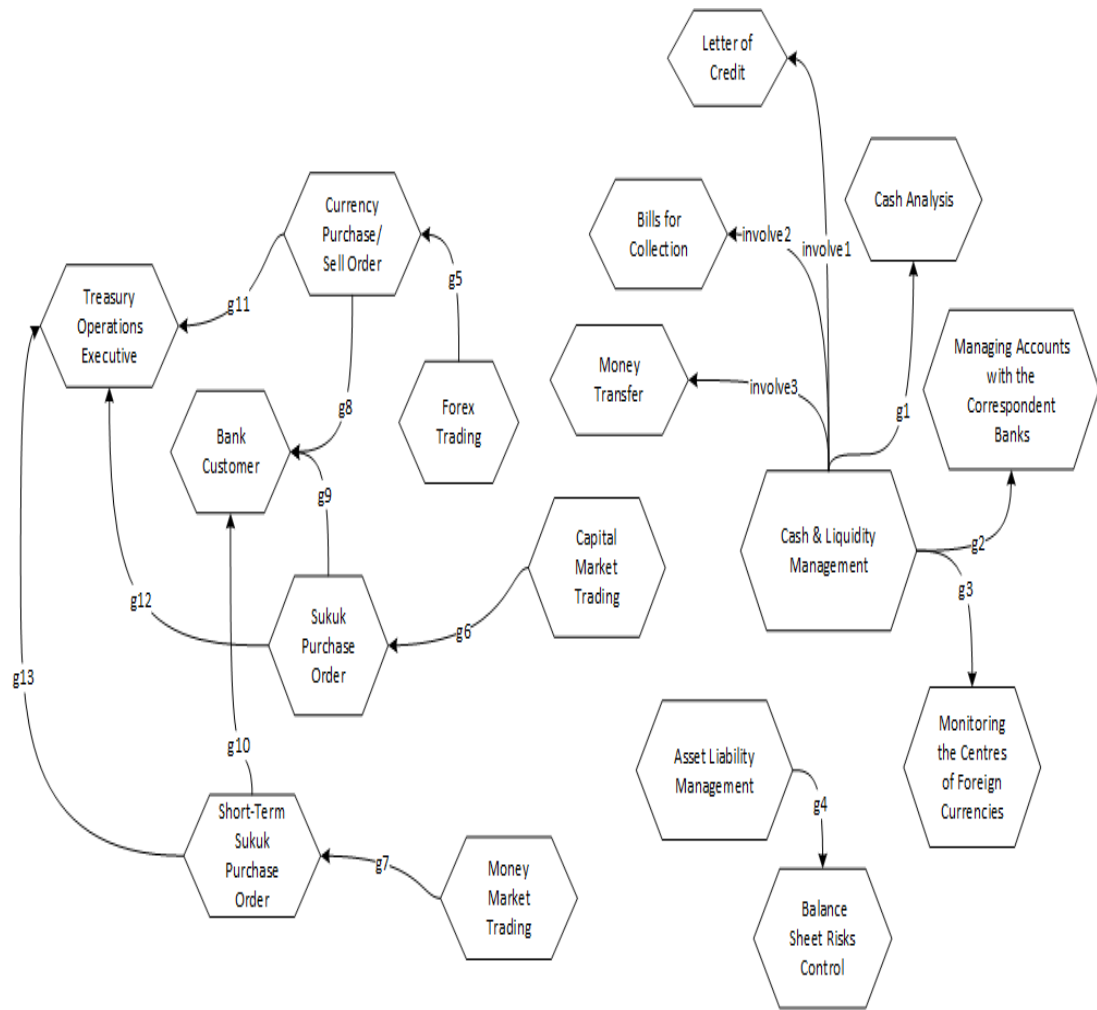 Letter of
Credit
Cash Analysis
Bills for
Collection
involve2
involve1
Currency
Purchase/
Sell Order
g5
g11
Treasury
Operations
Executive
Money
Transfer
involve3
Managing Accounts
with the
Correspondent
Banks
g1
g8
Forex
Trading
Bank
Customer
g9
Capital
Market
Trading
Cash & Liquidity
Management
g2
g3
g12
Sukuk
Purchase
Order
g6
g13
g10
Asset Liability
Management
g4
Monitoring
the Centres
of Foreign
Currencies
Short-Term
Sukuk
Purchase
Order
g7
Money
Market
Trading
Balance
Sheet Risks
Control